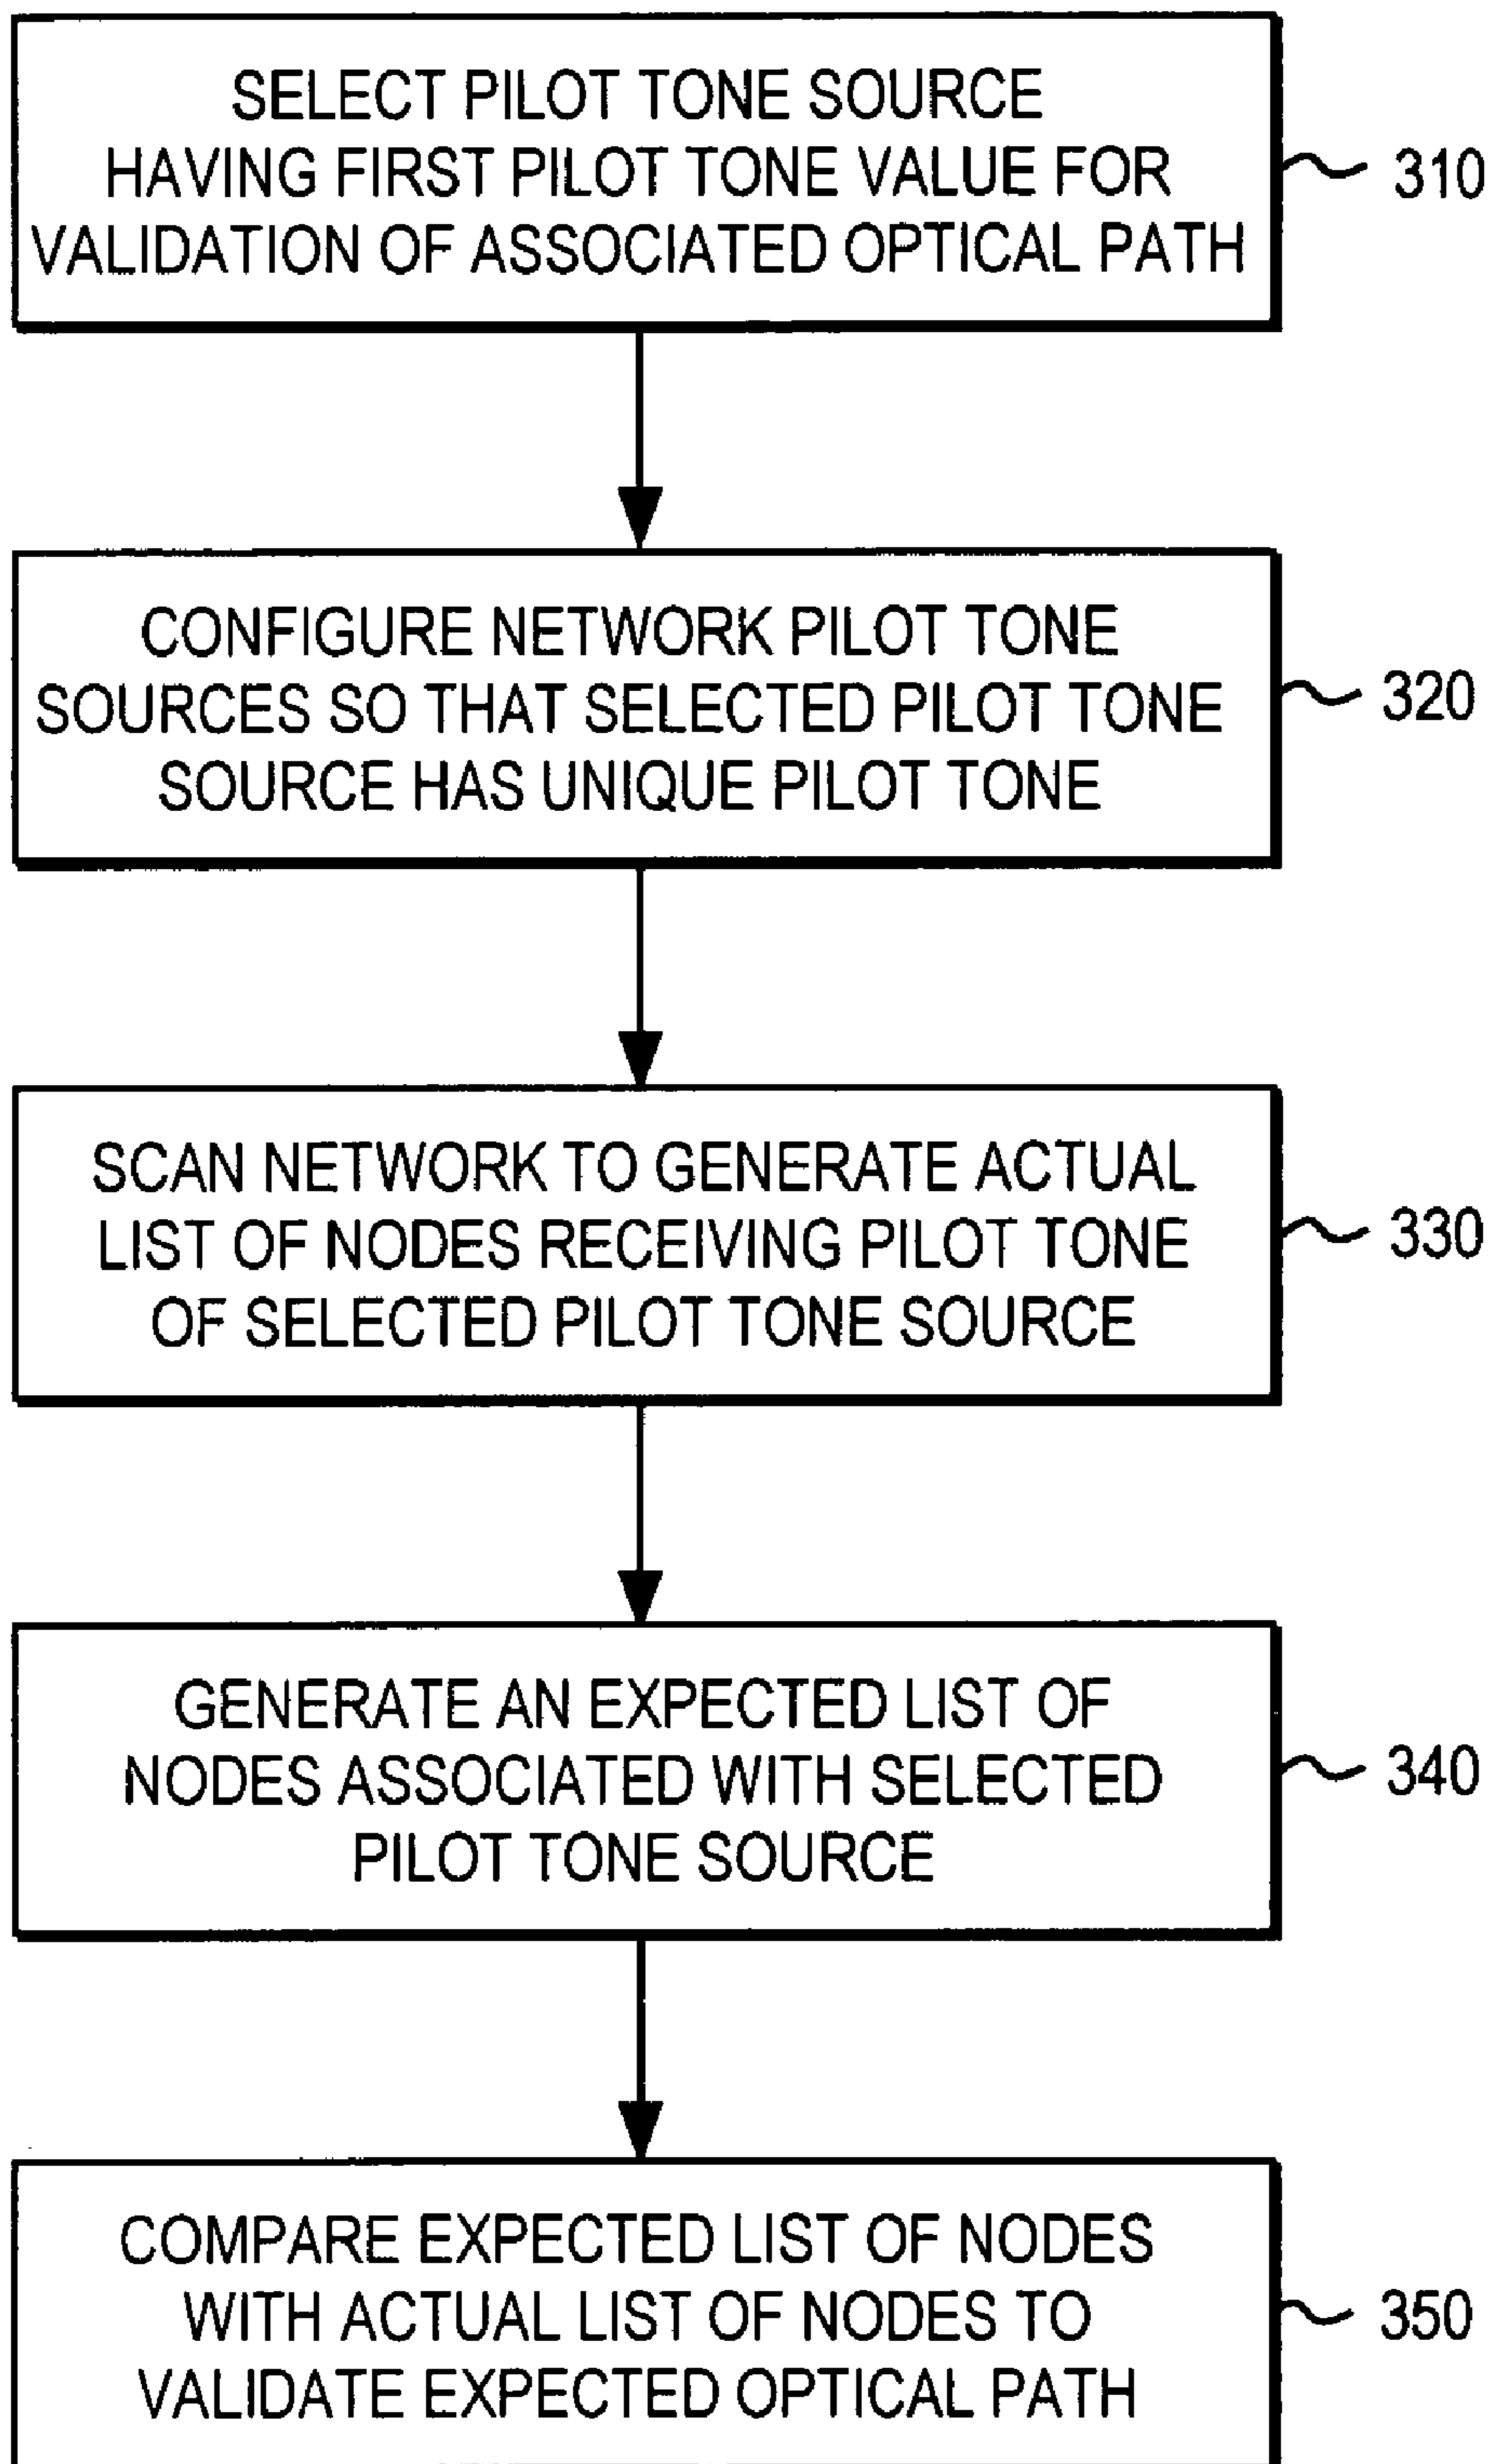 SELECT PILOT TONE SOURCE
HAVING FIRST PILOT TONE VALUE FOR
VALIDATION OF ASSOCIATED OPTICAL PATH
310
CONFIGURE NETWORK PILOT TONE
SOURCES SO THAT SELECTED PILOT TONE
SOURCE HAS UNIQUE PILOT TONE
320
SCAN NETWORK TO GENERATE ACTUAL
LIST OF NODES RECEIVING PILOT TONE
OF SELECTED PILOT TONE SOURCE
330
GENERATE AN EXPECTED LIST OF
NODES ASSOCIATED WITH SELECTED
PILOT TONE SOURCE
340
COMPARE EXPECTED LIST OF NODES
WITH ACTUAL LIST OF NODES TO
VALIDATE EXPECTED OPTICAL PATH
350